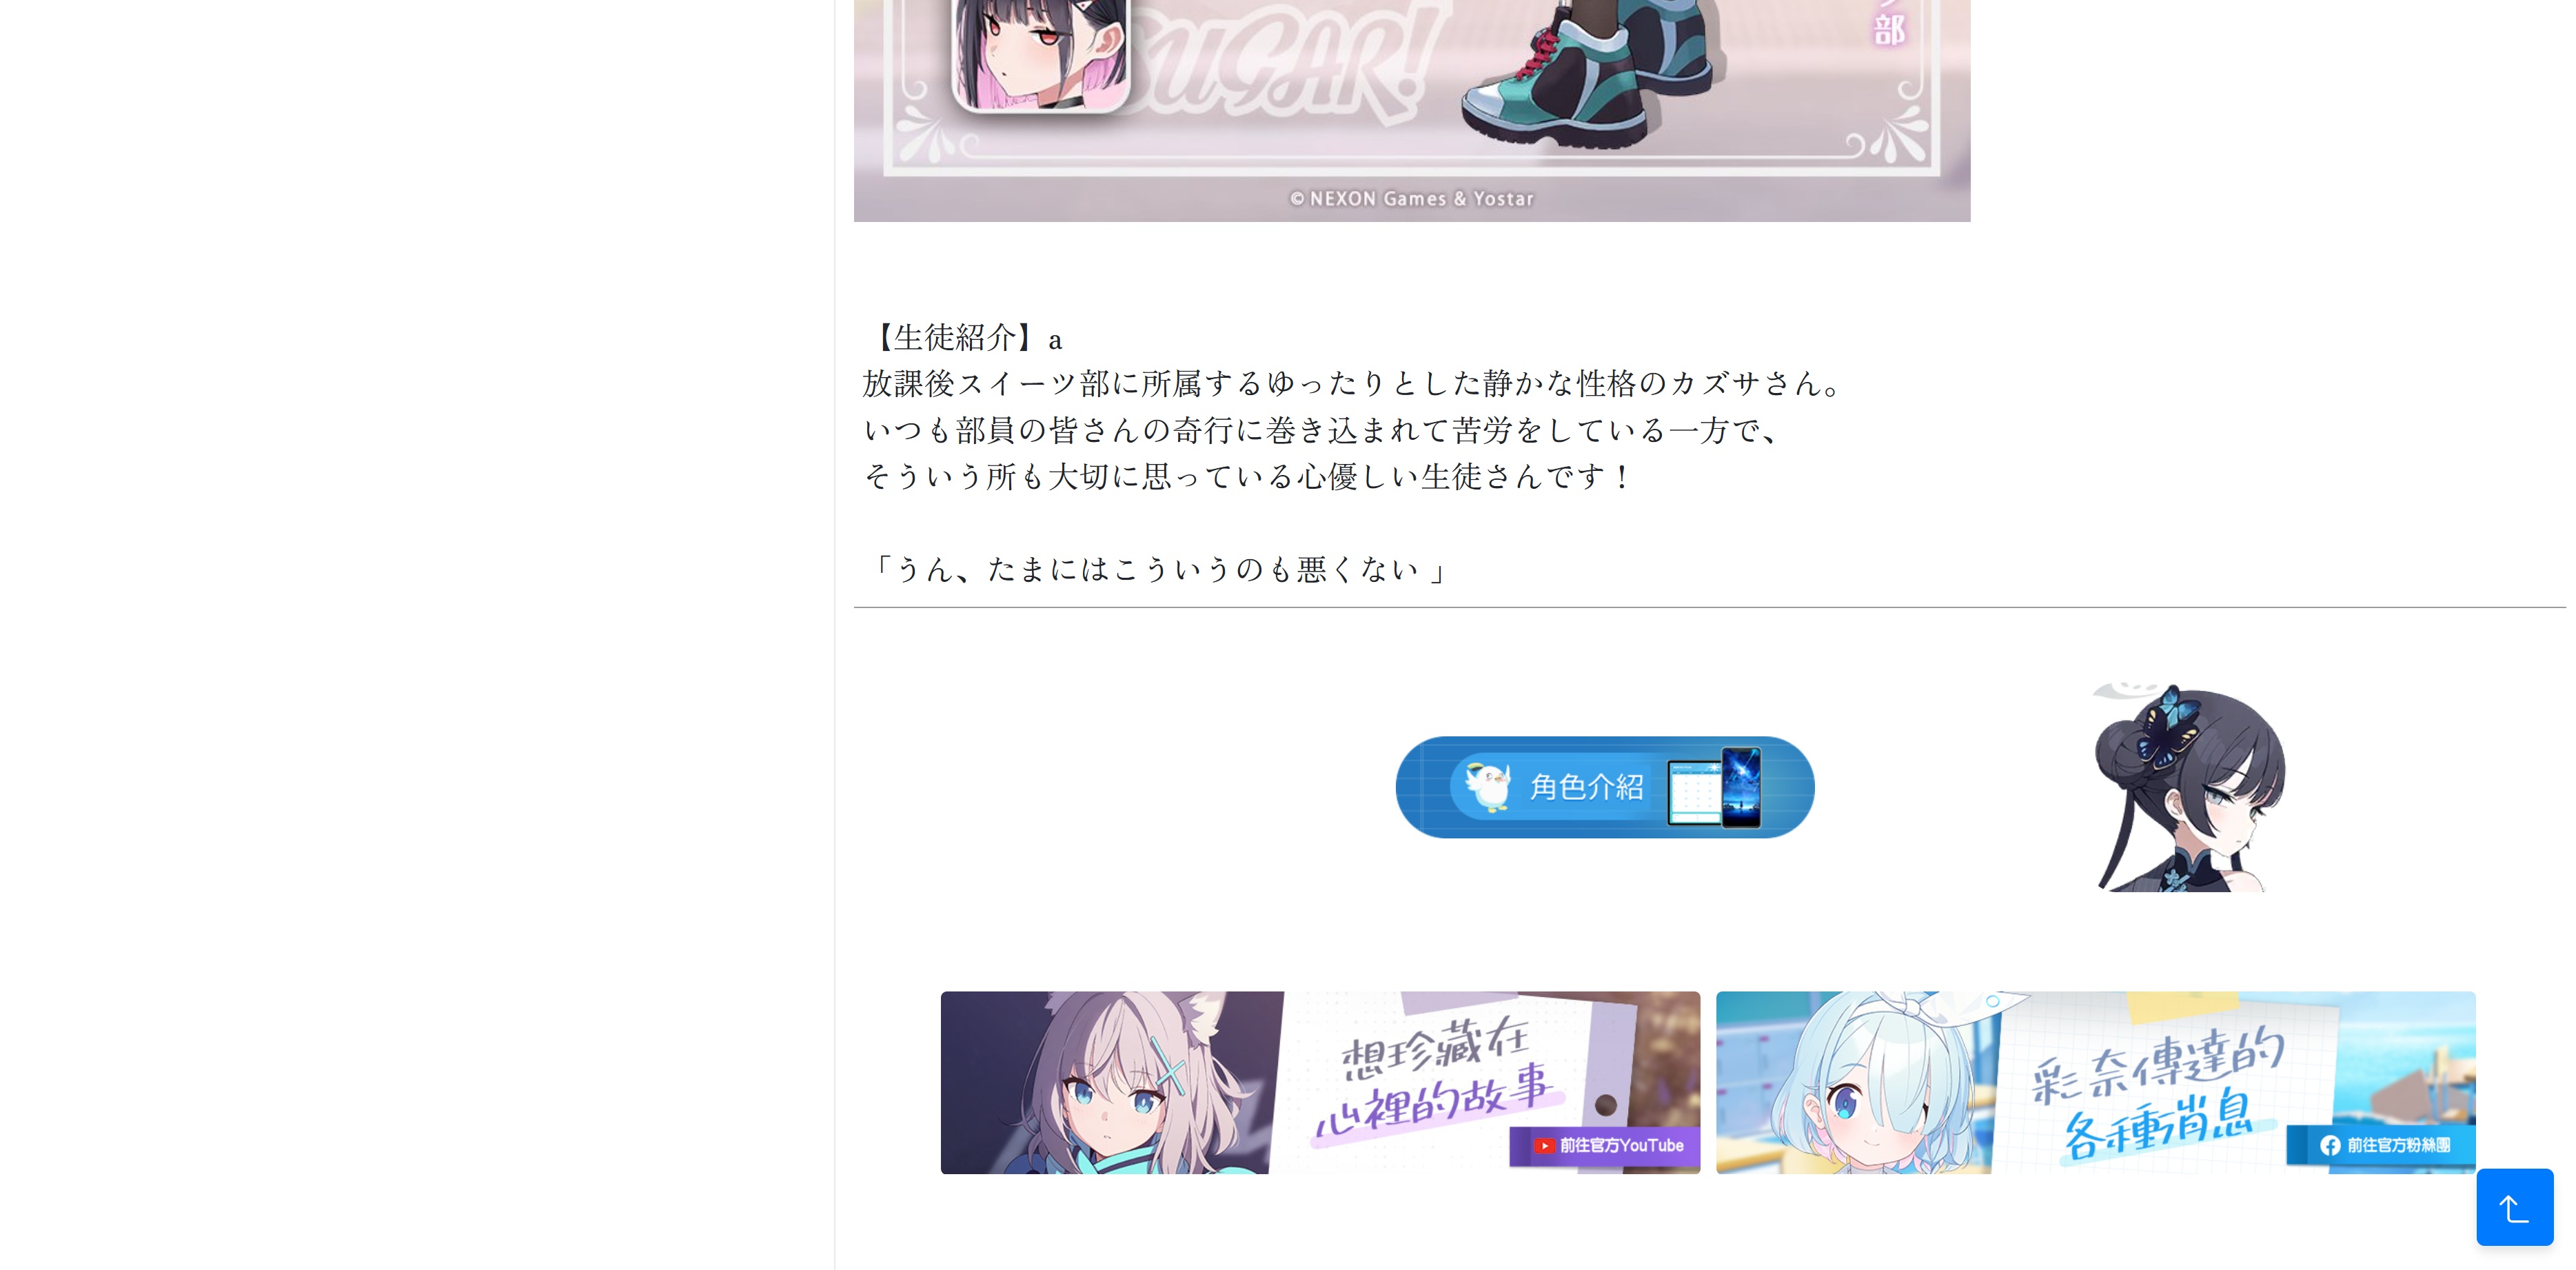 部
SUGAR!
© NEXON Games & Yostar
【生徒紹介】a
放課後スイーツ部に所属するゆったりとした静かな性格のカズサさん。
いつも部員の皆さんの奇行に巻き込まれて苦労をしている一方で、
そういう所も大切に思っている心優しい生徒さんです！
「うん、たまにはこういうのも悪くない 」
角色介紹
想珍藏在
心裡的故事
前往官方YouTube
彩奈傳達的
各種消息
前往官方粉絲團